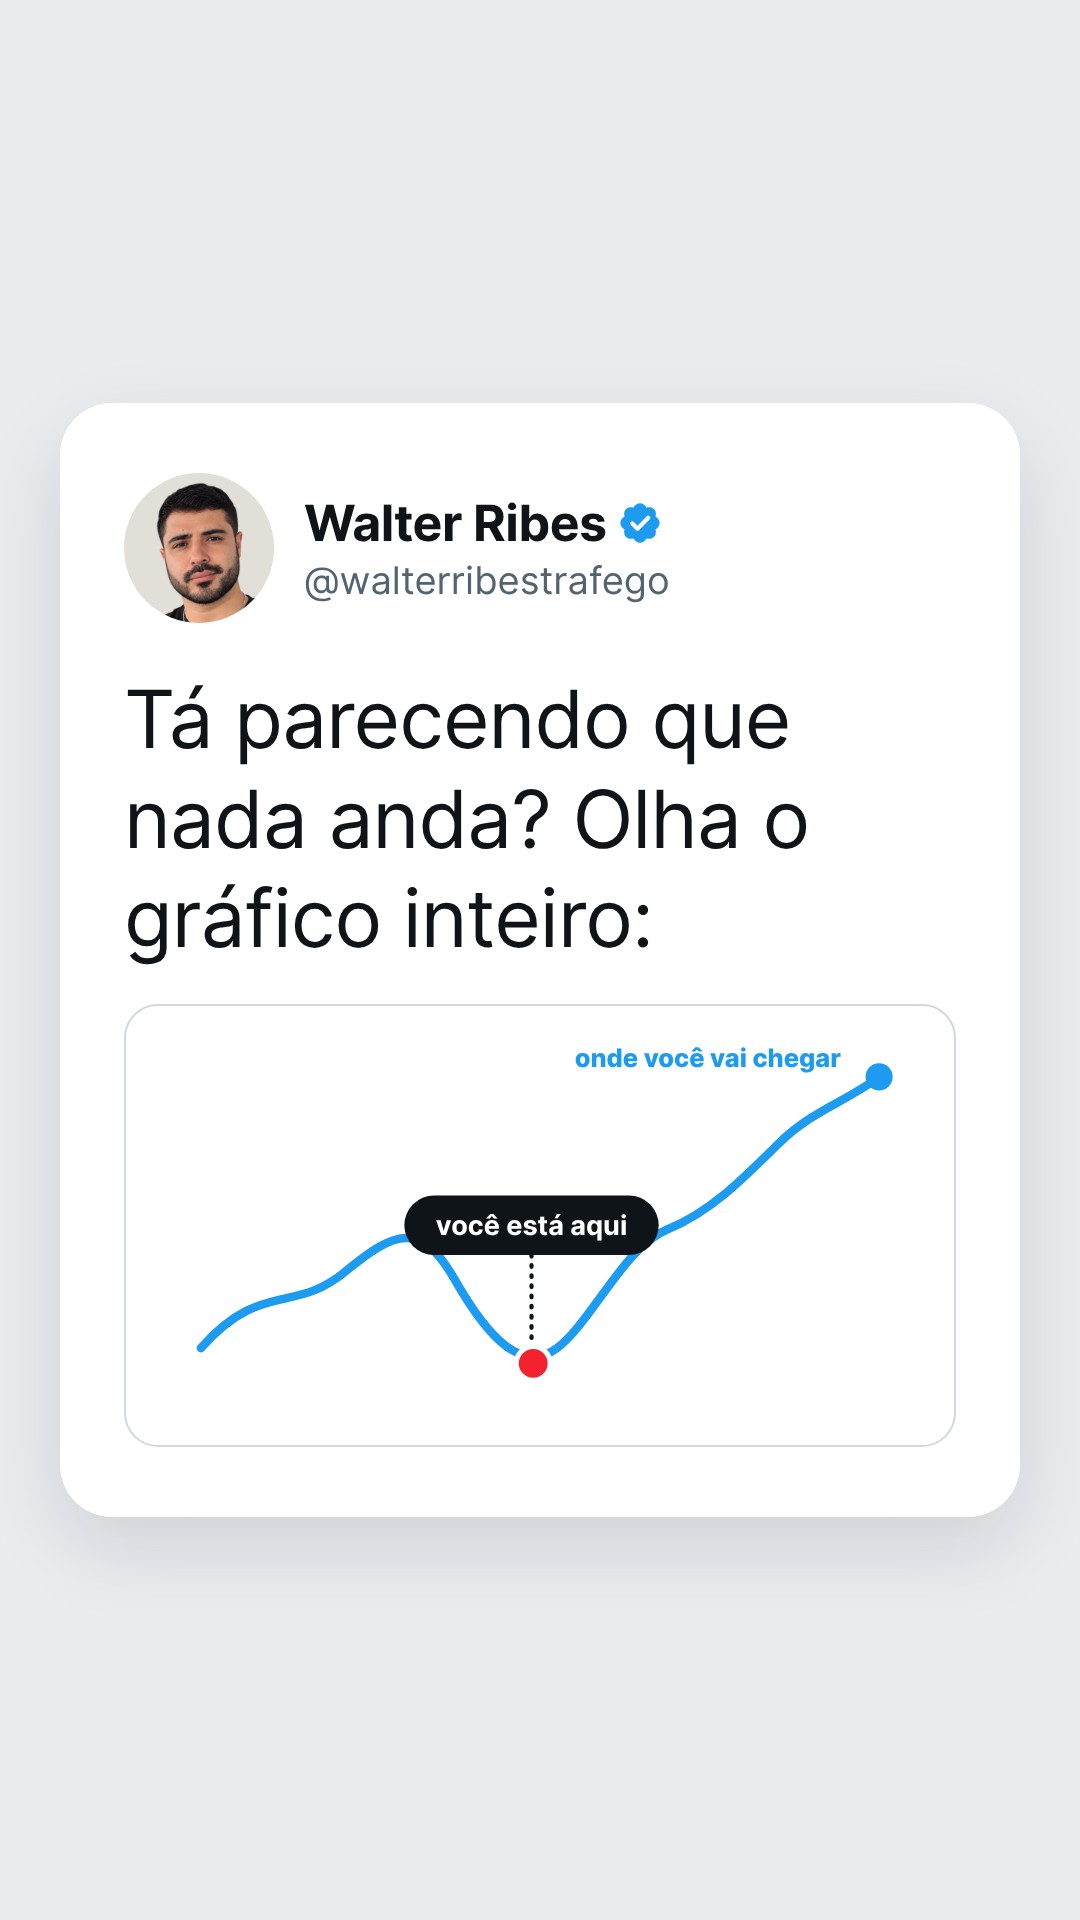 Walter Ribes
@walterribestrafego
Tá parecendo que
nada anda? Olha o
gráfico inteiro:
onde você vai chegar
você está aqui